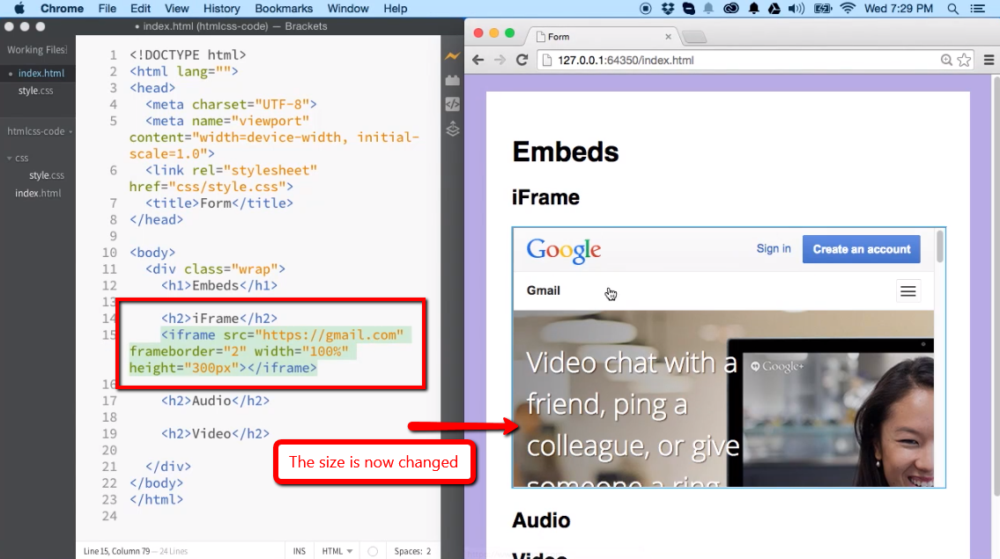 Chrome File Edit View History Bookmarks Window Help
Wed 7:29 PM
• index.html (htmlcss-code) — Brackets
Working Files
• index.html
style.css
htmlcss-code
css
style.css
index.html
1 <!DOCTYPE html>
2 <html lang="">
3 <head>
4 <meta charset="UTF-8">
5 <meta name="viewport"
content="width=device-width, initial-
scale=1.0">
6 <link rel="stylesheet"
href="css/style.css">
7 <title>Form</title>
8 </head>
9
10 <body>
11 <div class="wrap">
12 <h1>Embeds</h1>
13
14 <h2>iFrame</h2>
15 <iframe src="https://gmail.com"
frameborder="2" width="100%"
height="300px"></iframe>
16
17 <h2>Audio</h2>
18
19 <h2>Video</h2>
20
21 </div>
22 </body>
23 </html>
24
The size is now changed
Line 15, Column 79 — 24 Lines
INS HTML Spaces: 2
Form
127.0.0.1:64350/index.html
Embeds
iFrame
Google
Sign in
Create an account
Gmail
Video chat with a
friend, ping a
colleague, or give
someone a ring
Google+
Audio
Video